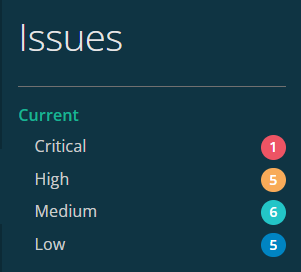 Issues
Current
Critical 1
High 5
Medium 6
Low 5